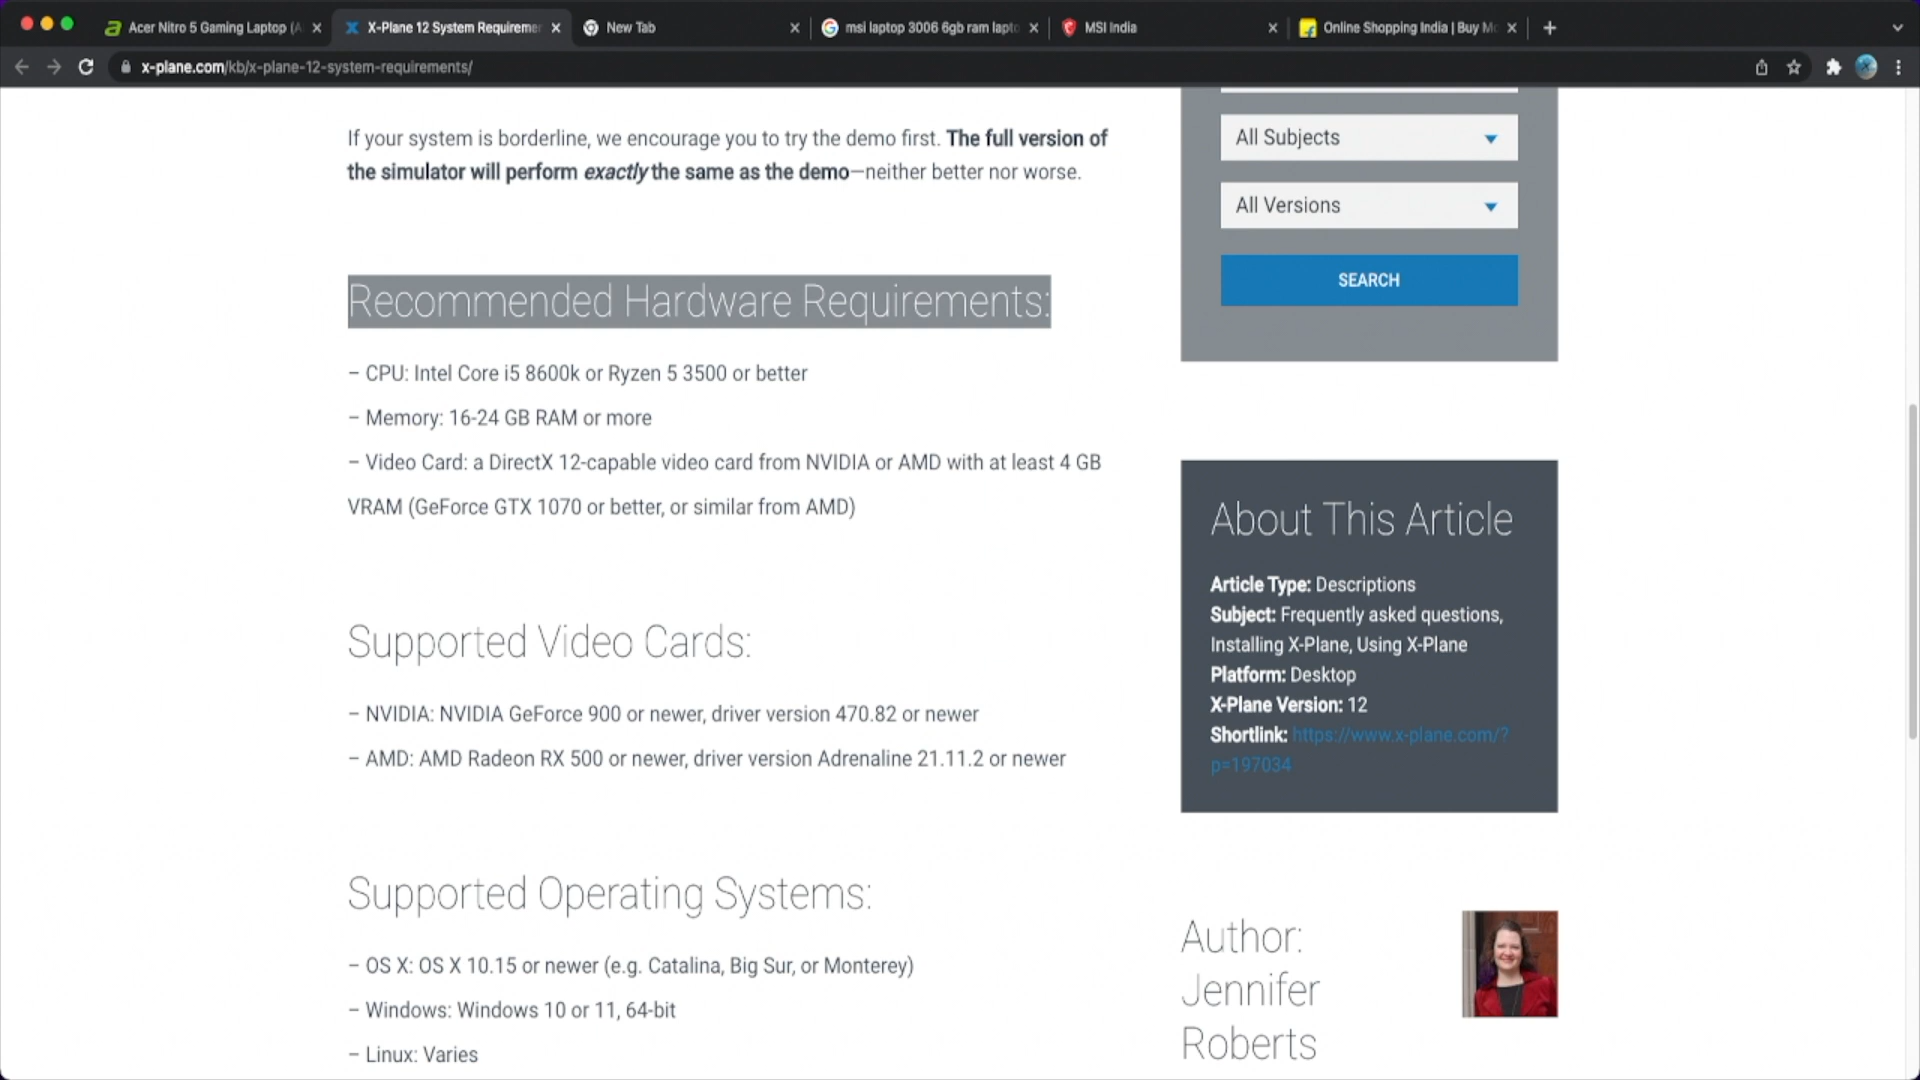 Acer Nitro 5 Gaming Laptop (A
X-Plane 12 System Requiremen
New Tab
msi laptop 3006 6gb ram lapto
MSI India
Online Shopping India | Buy Mo
x-plane.com/kb/x-plane-12-system-requirements/
If your system is borderline, we encourage you to try the demo first. The full version of
the simulator will perform exactly the same as the demo—neither better nor worse.
Recommended Hardware Requirements:
– CPU: Intel Core i5 8600k or Ryzen 5 3500 or better
– Memory: 16-24 GB RAM or more
– Video Card: a DirectX 12-capable video card from NVIDIA or AMD with at least 4 GB
VRAM (GeForce GTX 1070 or better, or similar from AMD)
Supported Video Cards:
– NVIDIA: NVIDIA GeForce 900 or newer, driver version 470.82 or newer
– AMD: AMD Radeon RX 500 or newer, driver version Adrenaline 21.11.2 or newer
Supported Operating Systems:
– OS X: OS X 10.15 or newer (e.g. Catalina, Big Sur, or Monterey)
– Windows: Windows 10 or 11, 64-bit
– Linux: Varies
All Subjects
All Versions
SEARCH
About This Article
Article Type: Descriptions
Subject: Frequently asked questions,
Installing X-Plane, Using X-Plane
Platform: Desktop
X-Plane Version: 12
Shortlink: https://www.x-plane.com/?
p=197034
Author:
Jennifer
Roberts